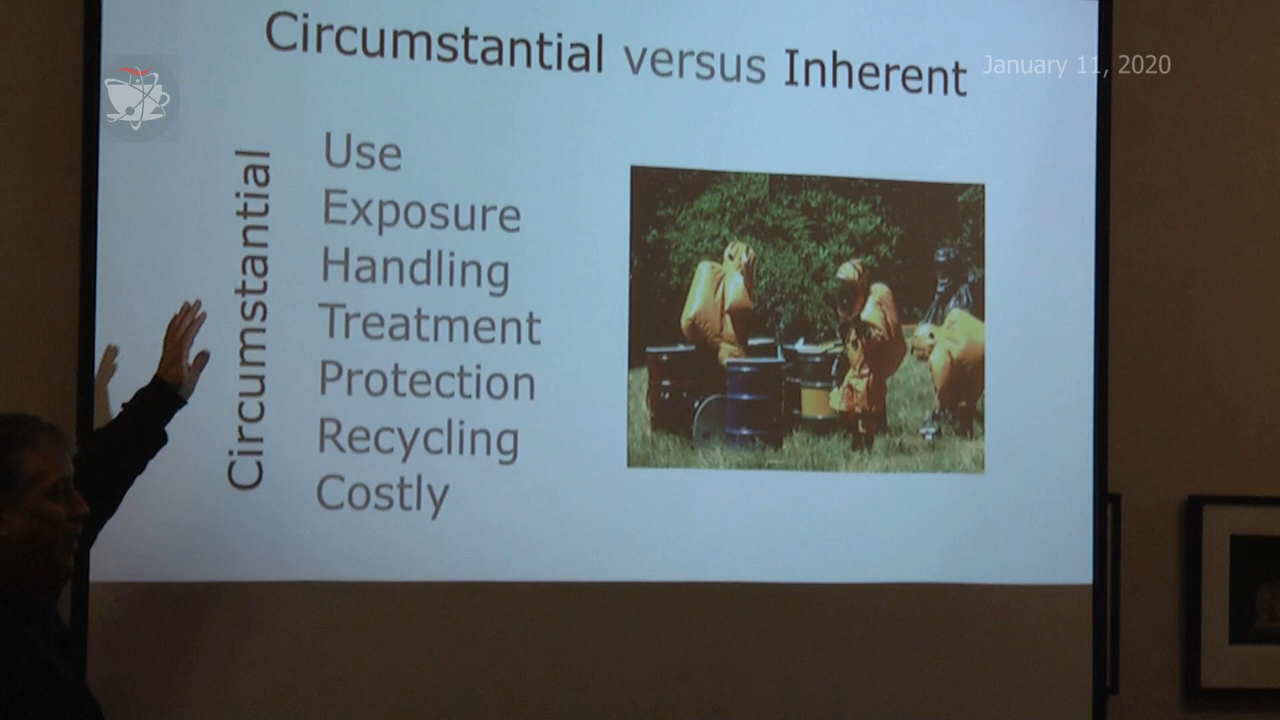 Circumstantial versus Inherent
January 11, 2020
Circumstantial
Use
Exposure
Handling
Treatment
Protection
Recycling
Costly